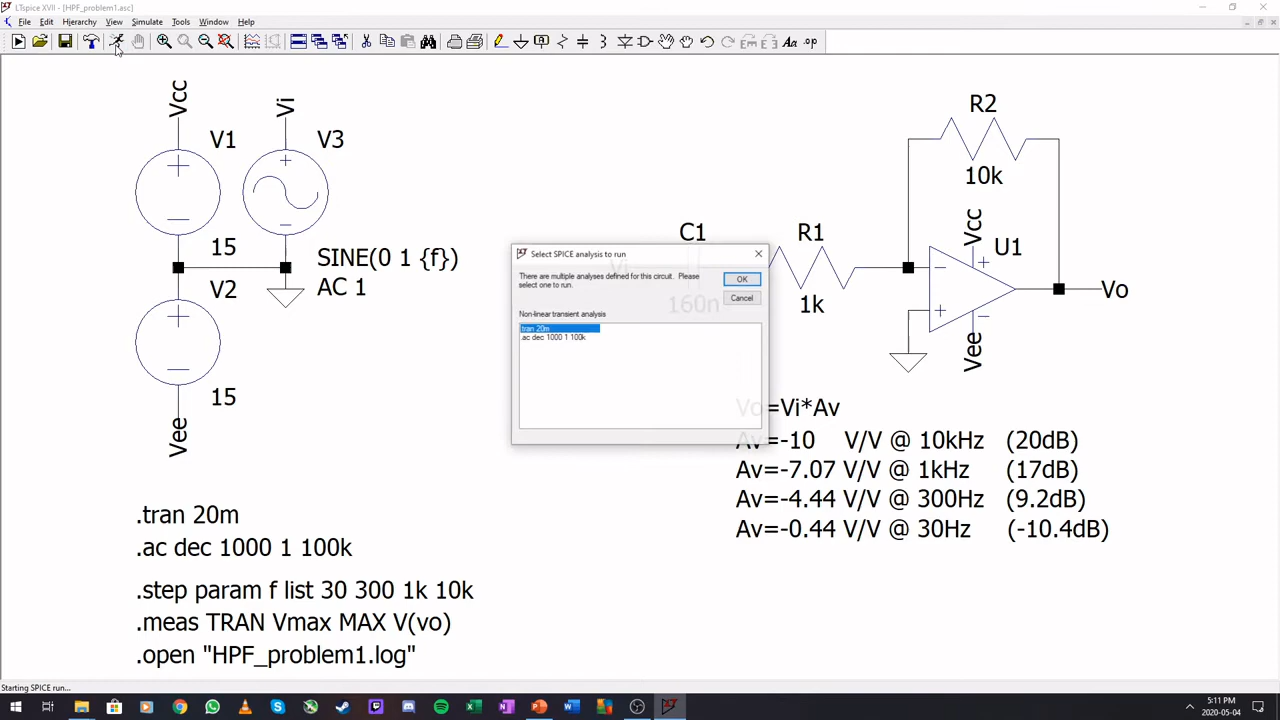 LTspice XVII - [HPF_problem1.asc]
File Edit Hierarchy View Simulate Tools Window Help
Vcc
Vi
V1
V3
15
SINE(0 1 {f})
AC 1
V2
15
Vee
.tran 20m
.ac dec 1000 1 100k
.step param f list 30 300 1k 10k
.meas TRAN Vmax MAX V(vo)
.open "HPF_problem1.log"
Select SPICE analysis to run
There are multiple analyses defined for this circuit. Please
select one to run.
OK
Cancel
Non-linear transient analysis
.tran 20m
.ac dec 1000 1 100k
C1
Vi
160n
R1
1k
R2
10k
Vcc
U1
Vo
Vee
Vo=Vi*Av
Av=-10 V/V @ 10kHz (20dB)
Av=-7.07 V/V @ 1kHz (17dB)
Av=-4.44 V/V @ 300Hz (9.2dB)
Av=-0.44 V/V @ 30Hz (-10.4dB)
Starting SPICE run...
5:11 PM
2020-05-04